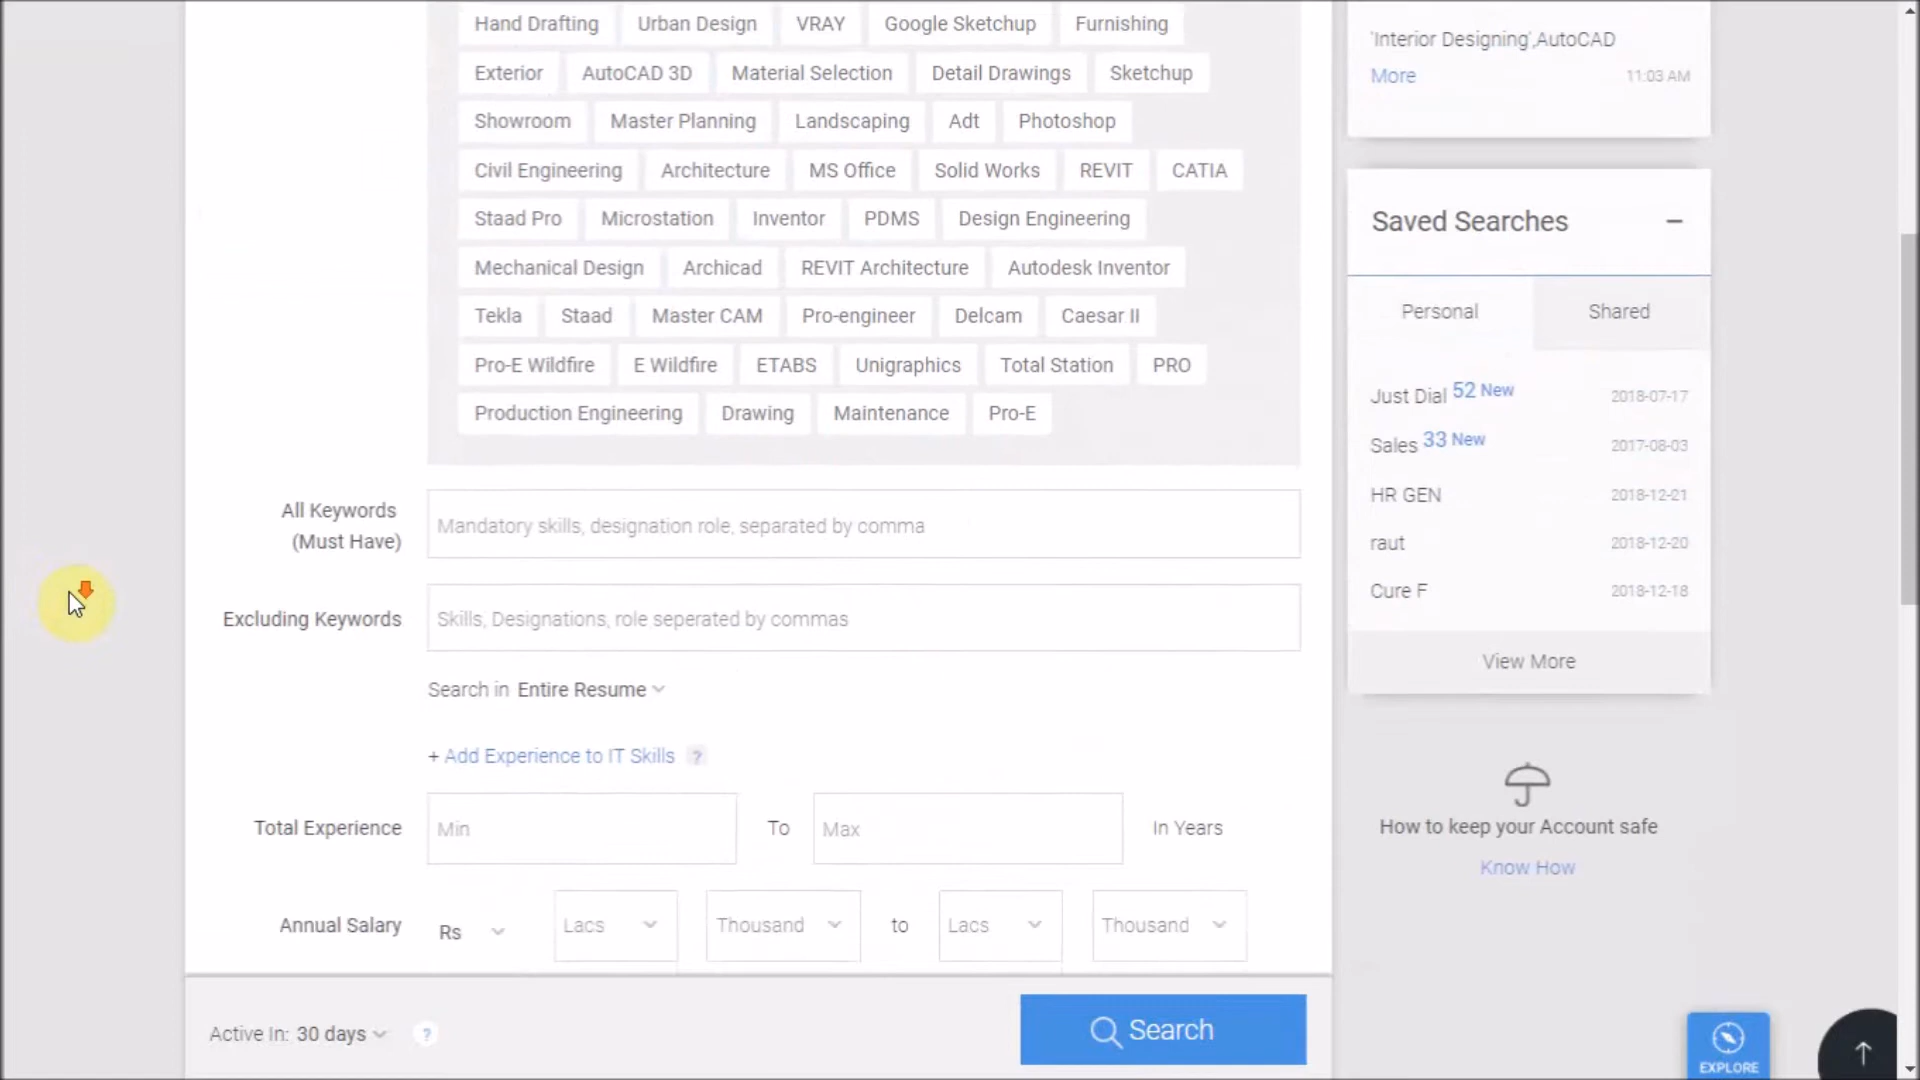 Hand Drafting Urban Design VRAY Google Sketchup Furnishing
Exterior AutoCAD 3D Material Selection Detail Drawings Sketchup
Showroom Master Planning Landscaping Adt Photoshop
Civil Engineering Architecture MS Office Solid Works REVIT CATIA
Staad Pro Microstation Inventor PDMS Design Engineering
Mechanical Design Archicad REVIT Architecture Autodesk Inventor
Tekla Staad Master CAM Pro-engineer Delcam Caesar II
Pro-E Wildfire E Wildfire ETABS Unigraphics Total Station PRO
Production Engineering Drawing Maintenance Pro-E
All Keywords
(Must Have)
Mandatory skills, designation role, separated by comma
Excluding Keywords
Skills, Designations, role seperated by commas
Search in Entire Resume
+ Add Experience to IT Skills ?
Total Experience Min To Max In Years
Annual Salary Rs Lacs Thousand to Lacs Thousand
Active In: 30 days ?
Search
'Interior Designing',AutoCAD
More 11:03 AM
Saved Searches −
Personal Shared
Just Dial 52 New 2018-07-17
Sales 33 New 2017-08-03
HR GEN 2018-12-21
raut 2018-12-20
Cure F 2018-12-18
View More
How to keep your Account safe
Know How
EXPLORE